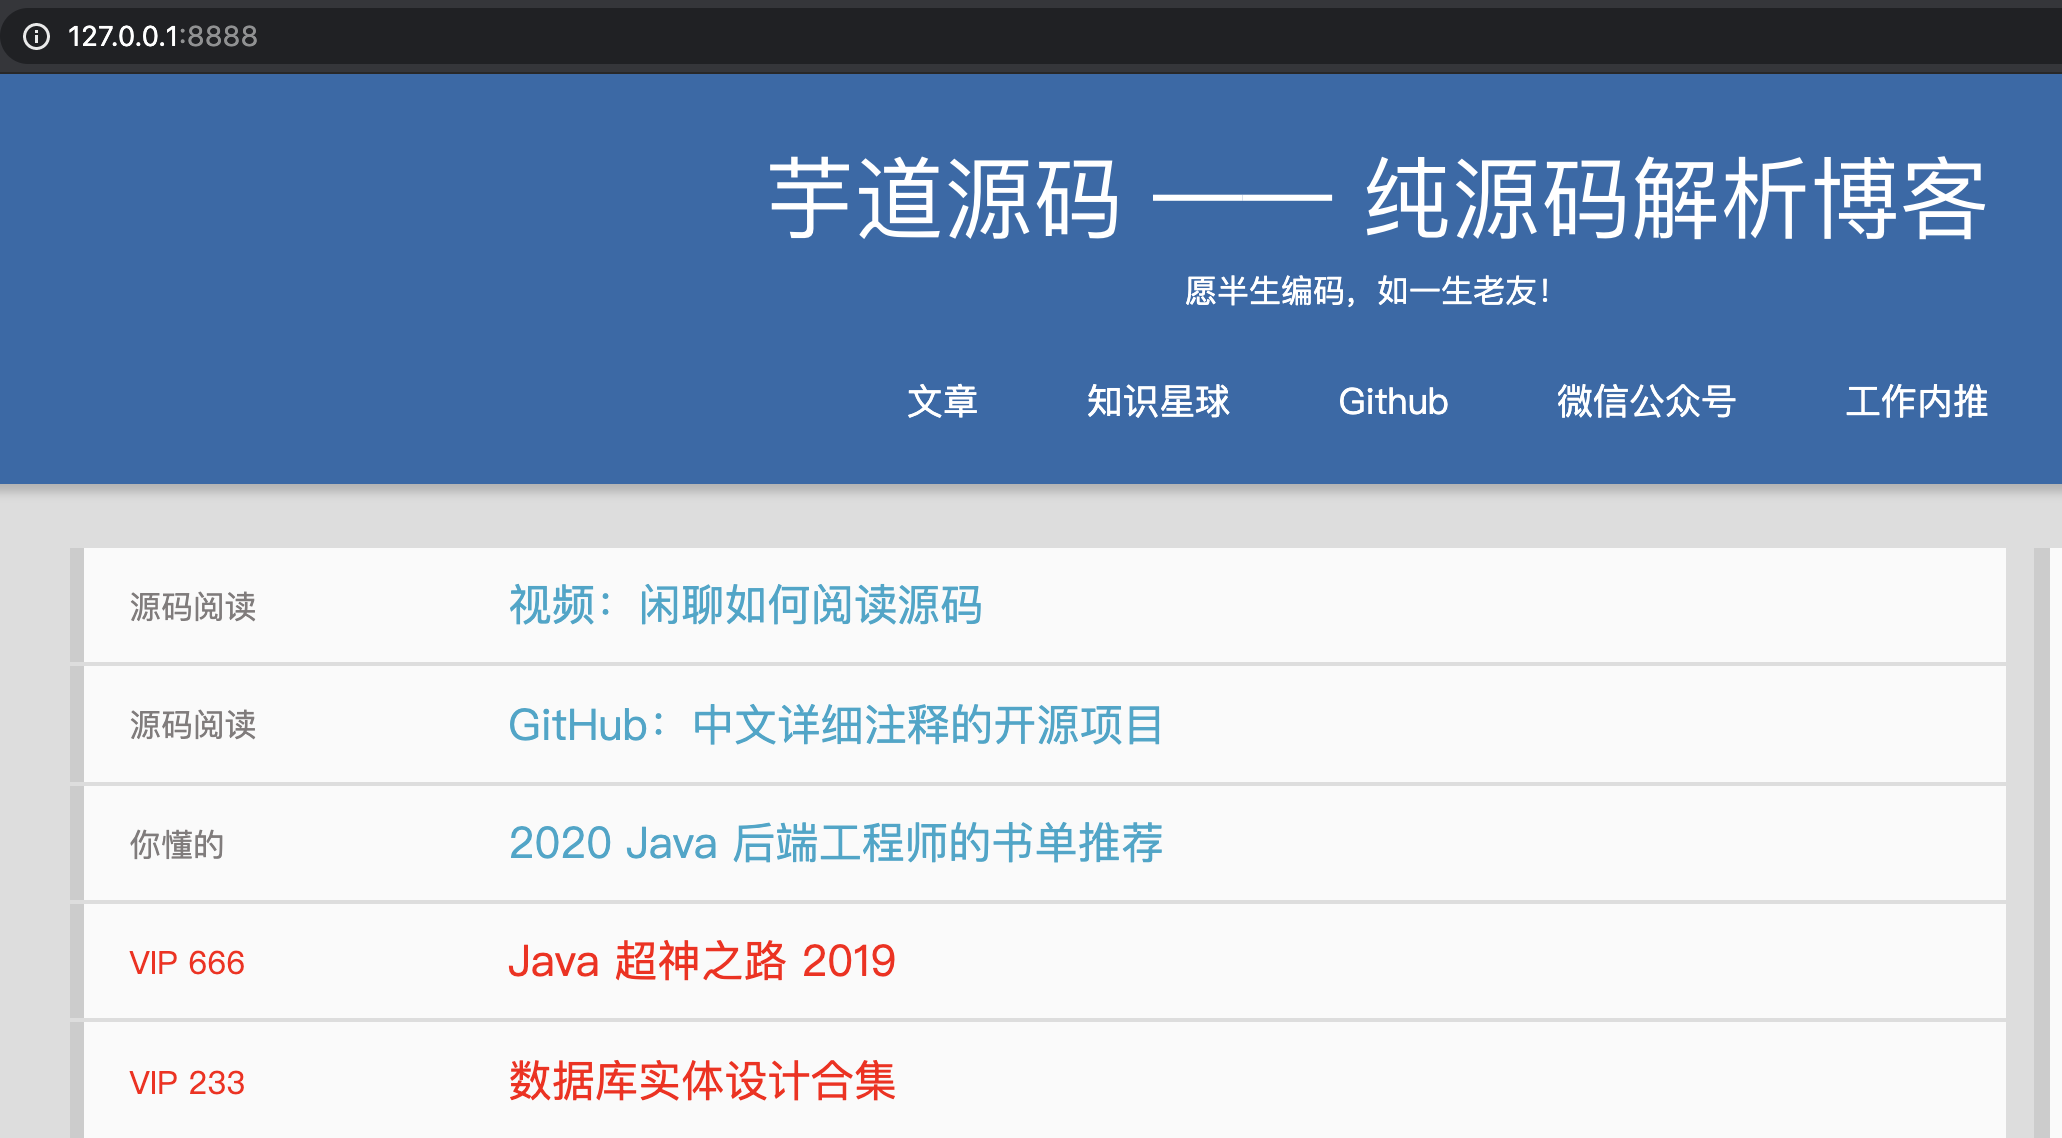 127.0.0.1:8888
芋道源码 —— 纯源码解析博客
愿半生编码，如一生老友！
文章 知识星球 Github 微信公众号 工作内推
源码阅读 视频：闲聊如何阅读源码
源码阅读 GitHub：中文详细注释的开源项目
你懂的 2020 Java 后端工程师的书单推荐
VIP 666 Java 超神之路 2019
VIP 233 数据库实体设计合集